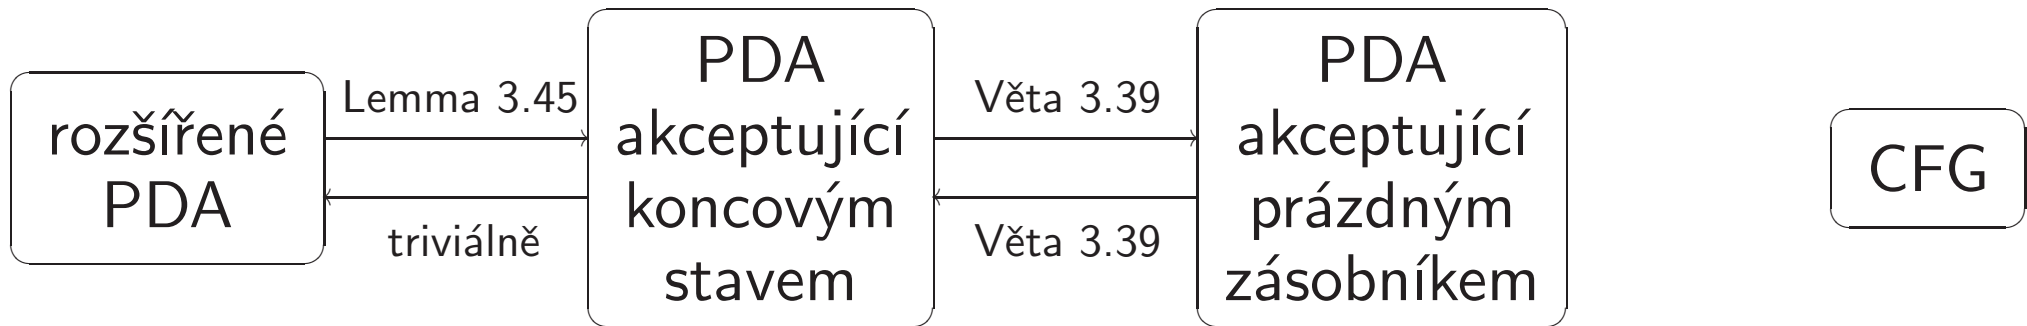 rozšířené
PDA
Lemma 3.45
triviálně
PDA
akceptující
koncovým
stavem
Věta 3.39
Věta 3.39
PDA
akceptující
prázdným
zásobníkem
CFG